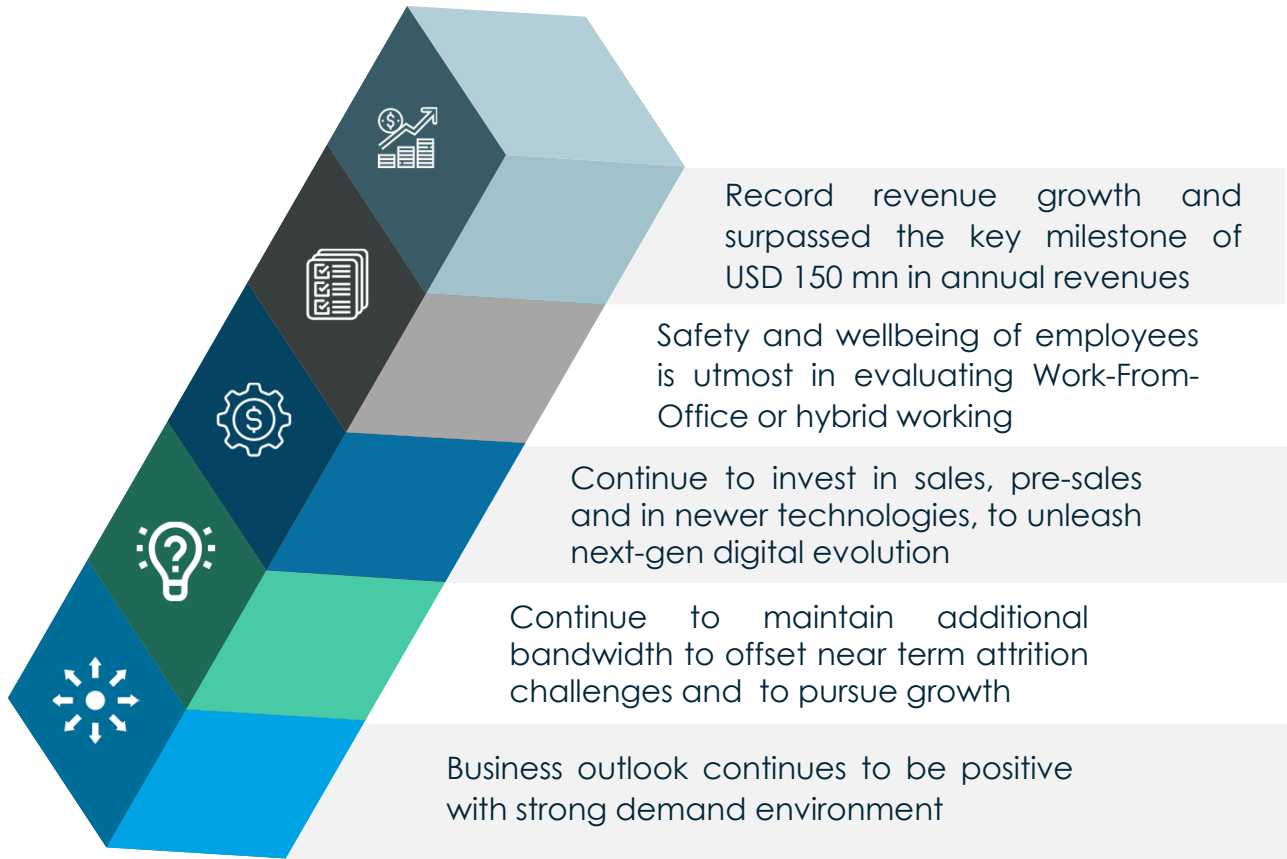 Record revenue growth and
surpassed the key milestone of
USD 150 mn in annual revenues
Safety and wellbeing of employees
is utmost in evaluating Work-From-
Office or hybrid working
Continue to invest in sales, pre-sales
and in newer technologies, to unleash
next-gen digital evolution
Continue to maintain additional
bandwidth to offset near term attrition
challenges and to pursue growth
Business outlook continues to be positive
with strong demand environment